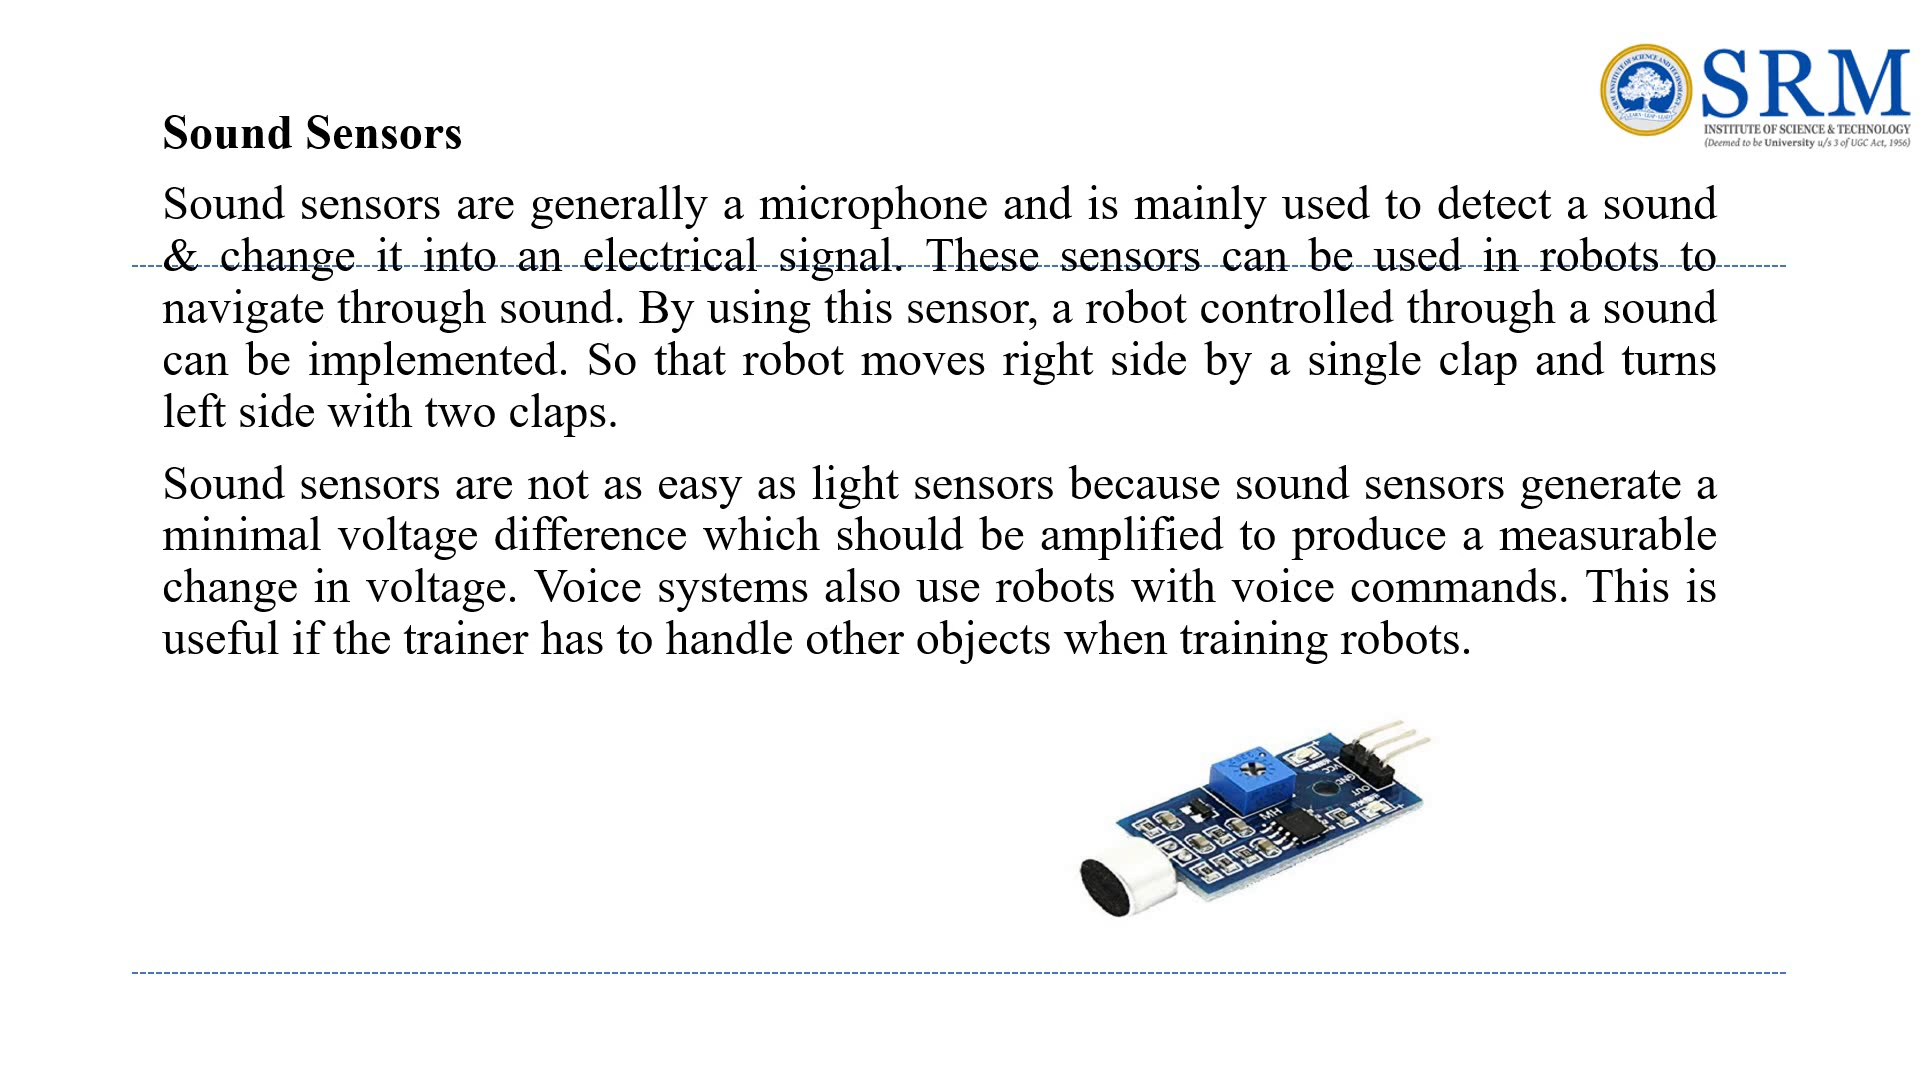 SRM
INSTITUTE OF SCIENCE & TECHNOLOGY
(Deemed to be University u/s 3 of UGC Act, 1956)
Sound Sensors
Sound sensors are generally a microphone and is mainly used to detect a sound
& change it into an electrical signal. These sensors can be used in robots to
navigate through sound. By using this sensor, a robot controlled through a sound
can be implemented. So that robot moves right side by a single clap and turns
left side with two claps.
Sound sensors are not as easy as light sensors because sound sensors generate a
minimal voltage difference which should be amplified to produce a measurable
change in voltage. Voice systems also use robots with voice commands. This is
useful if the trainer has to handle other objects when training robots.
VCC
GND
OUT